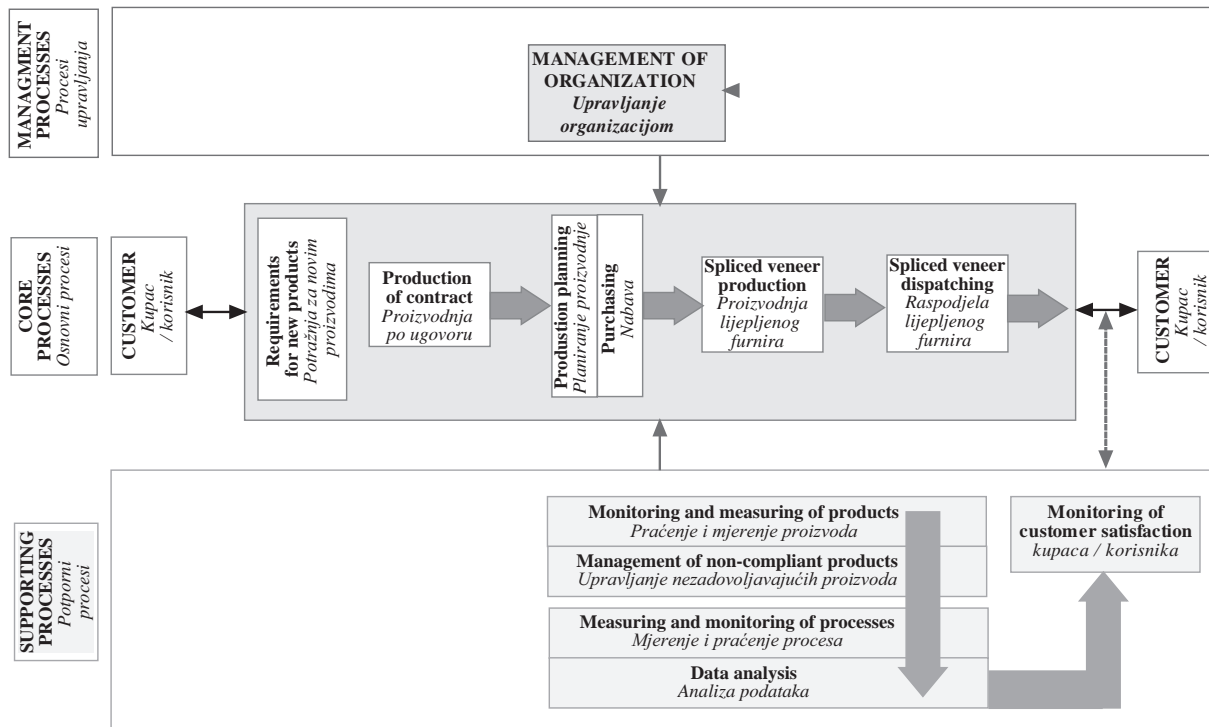 MANAGMENT
PROCESSES
Procesi
upravljanja
MANAGEMENT OF
ORGANIZATION
Upravljanje
organizacijom
CORE
PROCESSES
Osnovni procesi
CUSTOMER
Kupac
/ korisnik
Requirements
for new products
Potražnja za novim
proizvodima
Production
of contract
Proizvodnja
po ugovoru
Produstion planning
Planiranje proizvodnje
Purchasing
Nabava
Spliced veneer
production
Proizvodnja
lijepljenog
furnira
Spliced veneer
dispatching
Raspodjela
lijepljenog
furnira
CUSTOMER
Kupac
/ korisnik
SUPPORTING
PROCESSES
Potporni
procesi
Monitoring and measuring of products
Praćenje i mjerenje proizvoda
Management of non-compliant products
Upravljanje nezadovoljavajućih proizvoda
Measuring and monitoring of processes
Mjerenje i praćenje procesa
Data analysis
Analiza podataka
Monitoring of
customer satisfaction
kupaca / korisnika